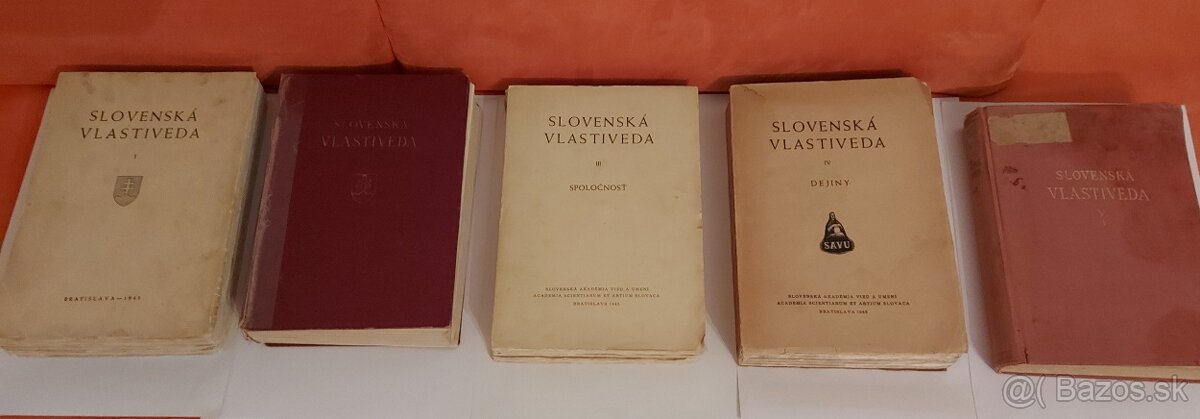 SLOVENSKÁ
VLASTIVEDA
I
BRATISLAVA — 1943
SLOVENSKÁ
VLASTIVEDA
SLOVENSKÁ
VLASTIVEDA
III
SPOLOČNOSŤ
SLOVENSKÁ AKADÉMIA VIED A UMENÍ
ACADEMIA SCIENTIARUM ET ARTIUM SLOVACA
BRATISLAVA
SLOVENSKÁ
VLASTIVEDA
IV
DEJINY
SAVU
SLOVENSKÁ AKADÉMIA VIED A UMENÍ
ACADEMIA SCIENTIARUM ET ARTIUM SLOVACA
BRATISLAVA
SLOVENSKÁ
VLASTIVEDA
V
@( Bazos.sk